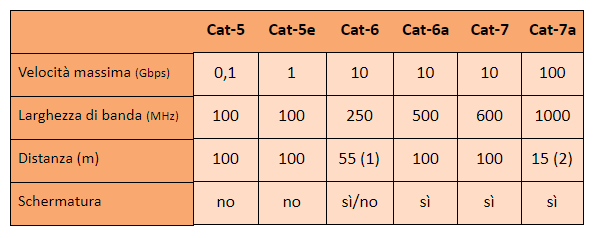 Cat-5 Cat-5e Cat-6 Cat-6a Cat-7 Cat-7a
Velocità massima (Gbps) 0,1 1 10 10 10 100
Larghezza di banda (MHz) 100 100 250 500 600 1000
Distanza (m) 100 100 55 (1) 100 100 15 (2)
Schermatura no no sì/no sì sì sì